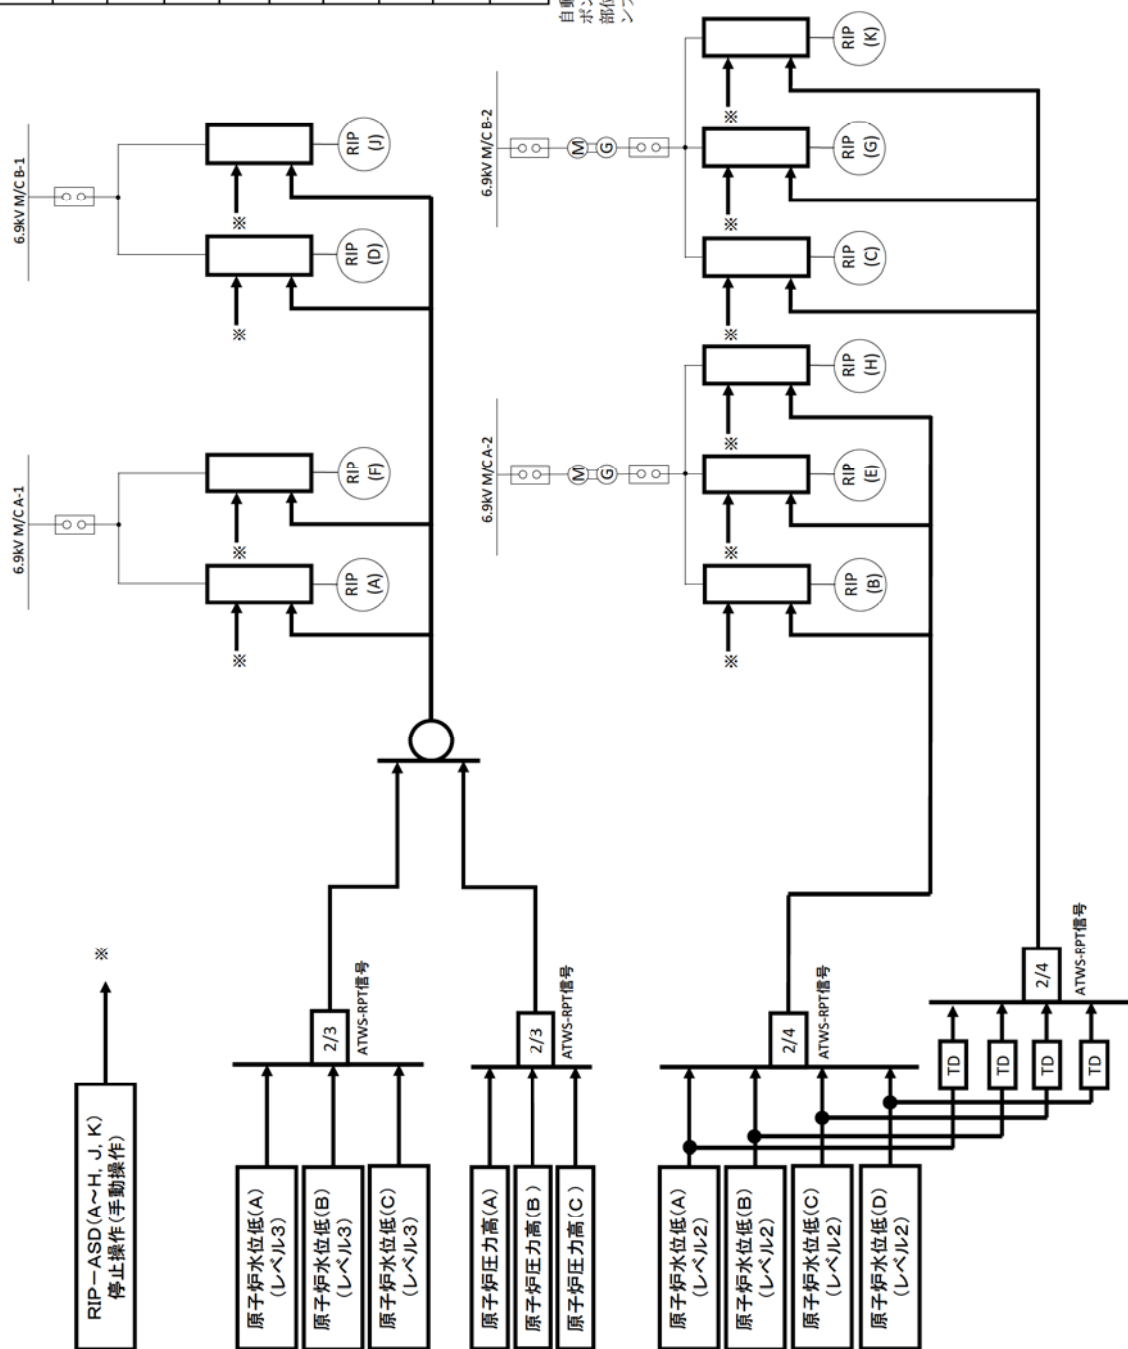 自動
ポン
部位
ンプ
6.9kV M/C B-1
RIP
(J)
※
RIP
(D)
※
6.9kV M/C A-1
RIP
(F)
※
RIP
(A)
※
6.9kV M/C B-2
M
G
RIP
(K)
※
RIP
(G)
※
RIP
(C)
※
6.9kV M/C A-2
M
G
RIP
(H)
※
RIP
(E)
※
RIP
(B)
※
RIP－ASD(A～H, J, K)
停止操作(手動操作)
※
原子炉水位低(A)
(レベル3)
原子炉水位低(B)
(レベル3)
原子炉水位低(C)
(レベル3)
2/3
ATWS-RPT信号
原子炉圧力高(A)
原子炉圧力高(B)
原子炉圧力高(C)
2/3
ATWS-RPT信号
原子炉水位低(A)
(レベル2)
原子炉水位低(B)
(レベル2)
原子炉水位低(C)
(レベル2)
原子炉水位低(D)
(レベル2)
2/4
ATWS-RPT信号
TD
TD
TD
TD
2/4
ATWS-RPT信号